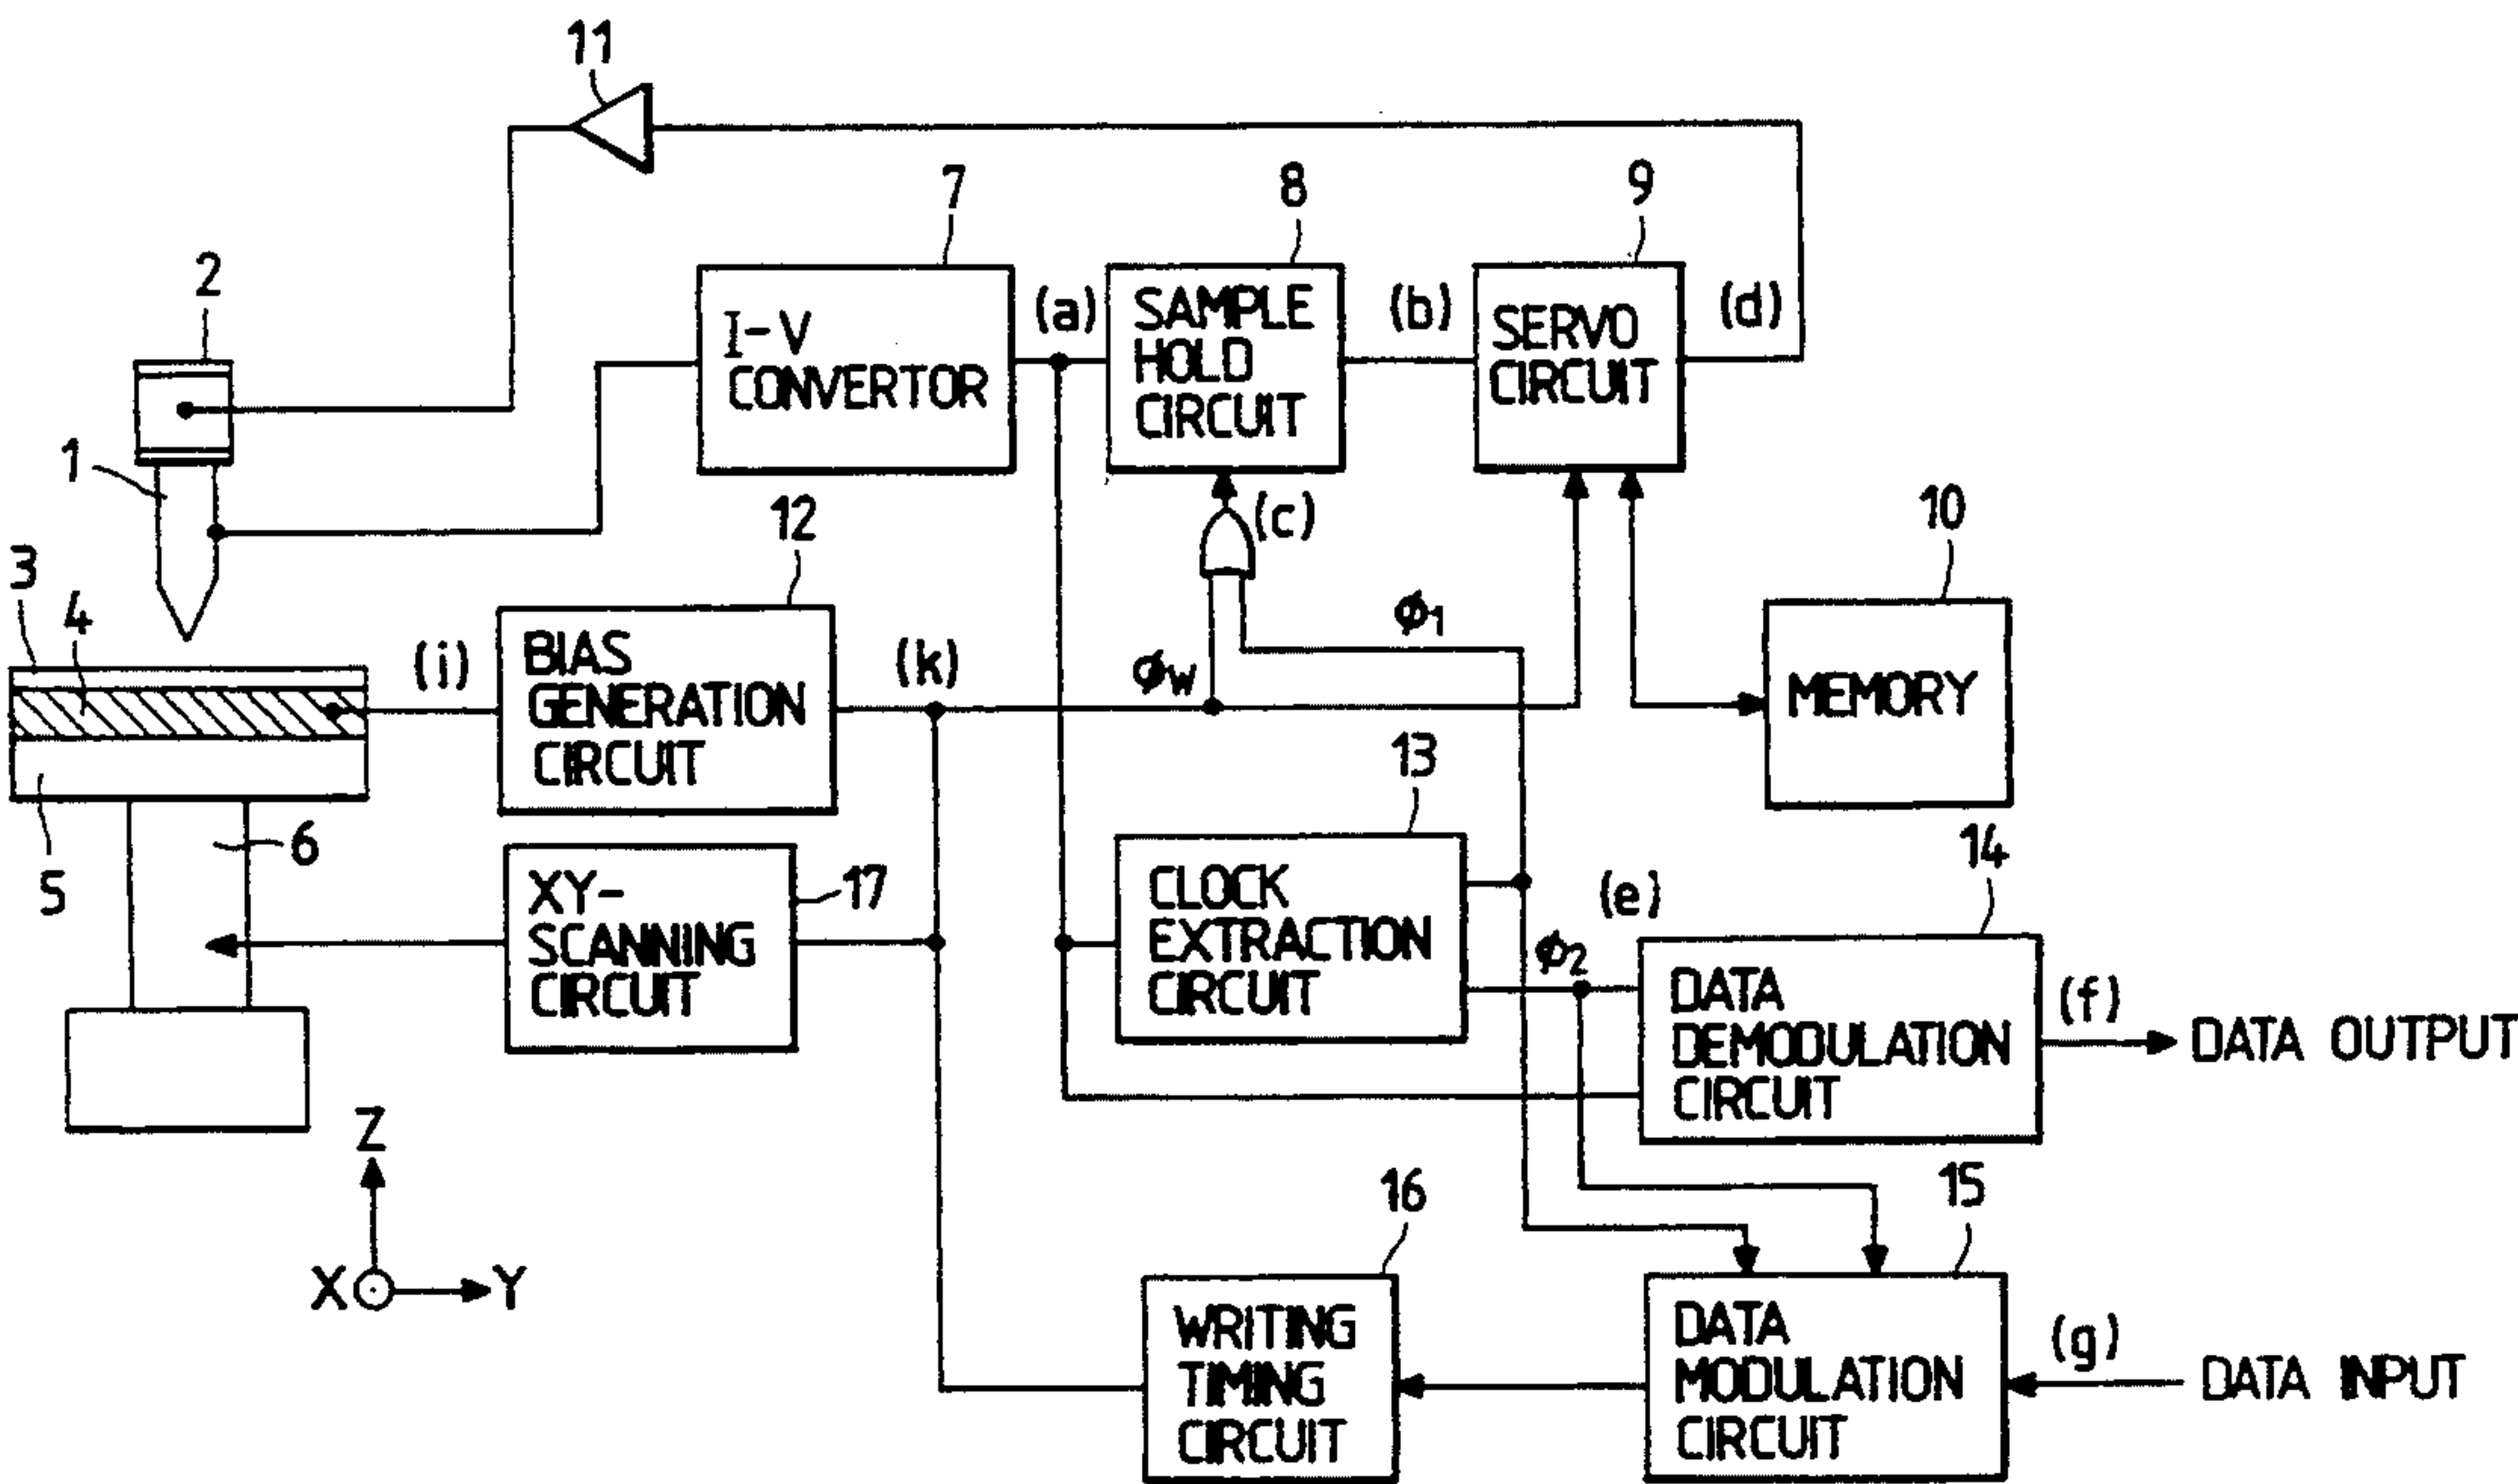 11
7
8
9
2
(a)
(b)
(d)
I-V
CONVERTOR
SAMPLE
HOLD
CIRCUIT
SERVO
CIRCUIT
1
12
(c)
10
3
4
(i)
BIAS
GENERATION
CIRCUIT
(k)
φW
φ1
MEMORY
13
5
6
XY-
SCANNING
CIRCUIT
17
CLOCK
EXTRACTION
CIRCUIT
(e)
φ2
14
DATA
DEMODULATION
CIRCUIT
(f)
DATA OUTPUT
Z
X
Y
16
15
WRITING
TIMING
CIRCUIT
DATA
MODULATION
CIRCUIT
(g)
DATA INPUT